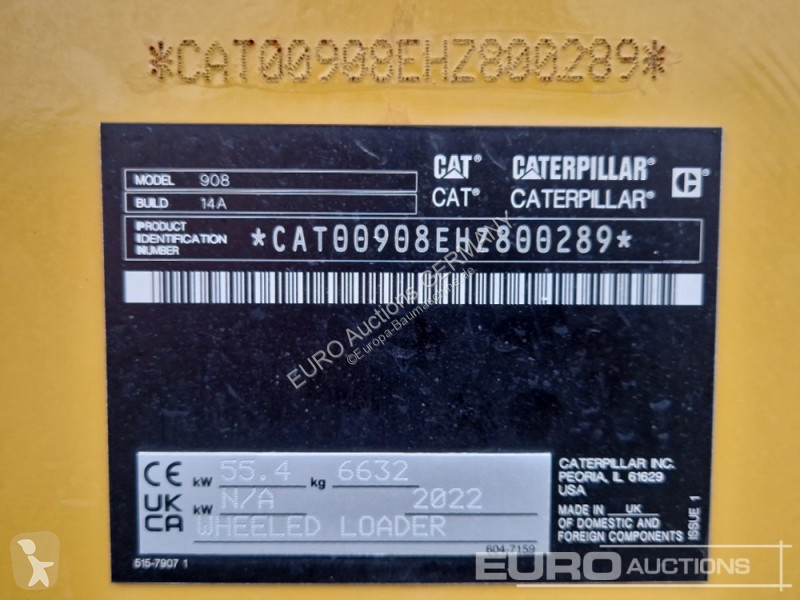 *CAT00908EHZ800289*
CAT® CATERPILLAR®
CAT® CATERPILLAR®
MODEL 908
BUILD 14A
PRODUCT IDENTIFICATION NUMBER *CAT00908EHZ800289*
EURO Auctions GERMANY
©Europa-Baumaschinen.de
CE kW 55.4 kg 6632
UK CA kW N/A 2022
WHEELED LOADER
604-7159
515-7907 1
CATERPILLAR INC.
PEORIA, IL 61629
USA
MADE IN UK
OF DOMESTIC AND
FOREIGN COMPONENTS
ISSUE 1
EURO AUCTIONS